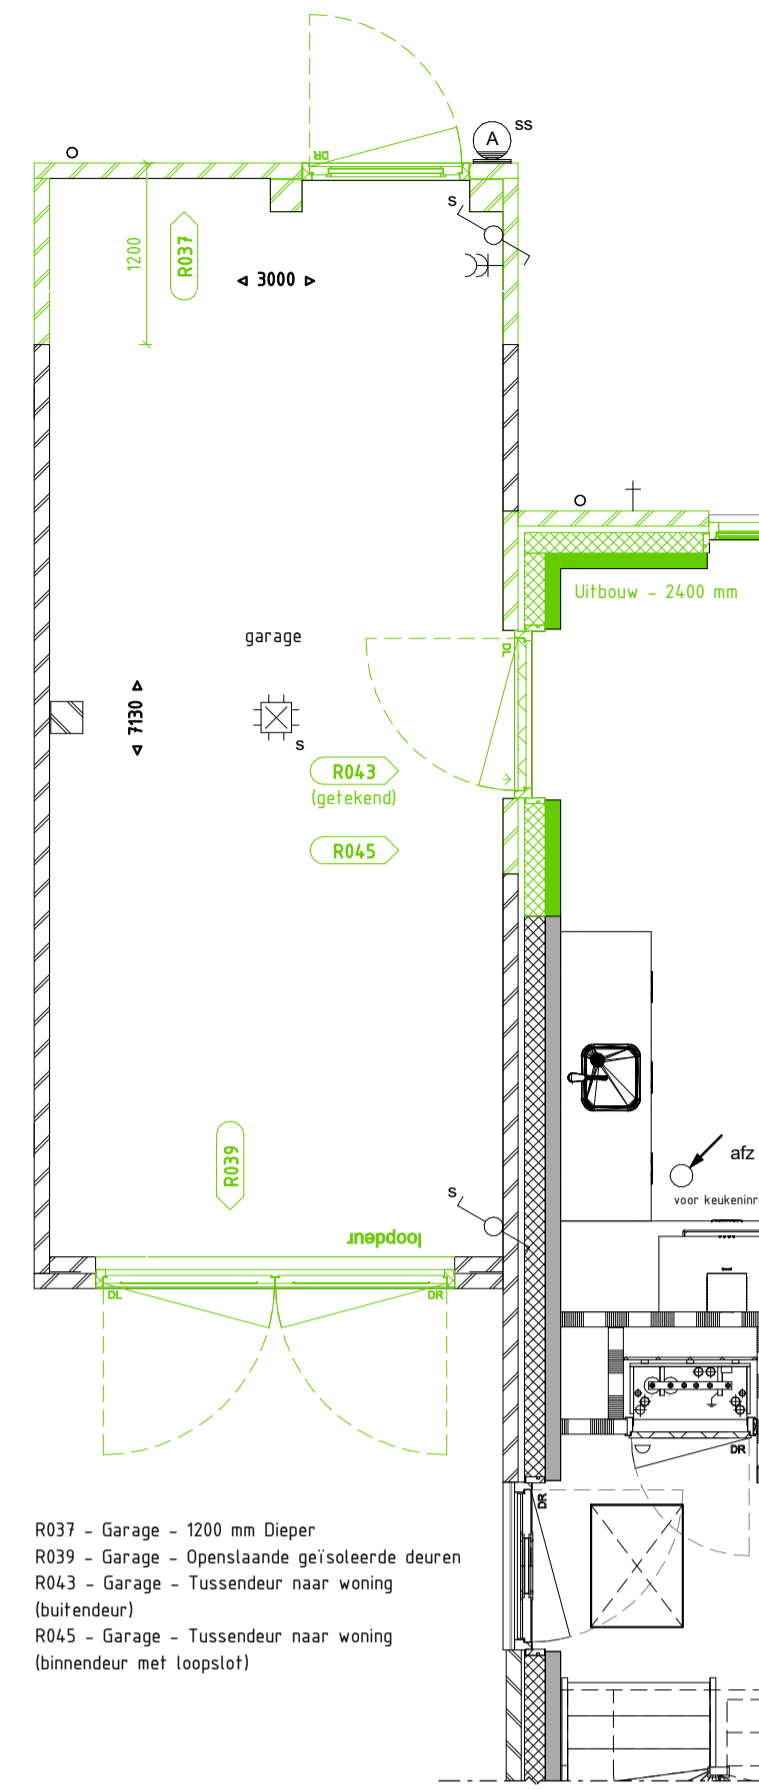 DR
A
SS
S
1200
R037
◁ 3000 ▷
Uitbouw - 2400 mm
garage
DL
◁ 7130 ▷
S
R043
(getekend)
R045
R039
afz
voor keukeninr
S
loopdeur
DL
DR
DR
DR
R037 - Garage - 1200 mm Dieper
R039 - Garage - Openslaande geïsoleerde deuren
R043 - Garage - Tussendeur naar woning
(buitendeur)
R045 - Garage - Tussendeur naar woning
(binnendeur met loopslot)